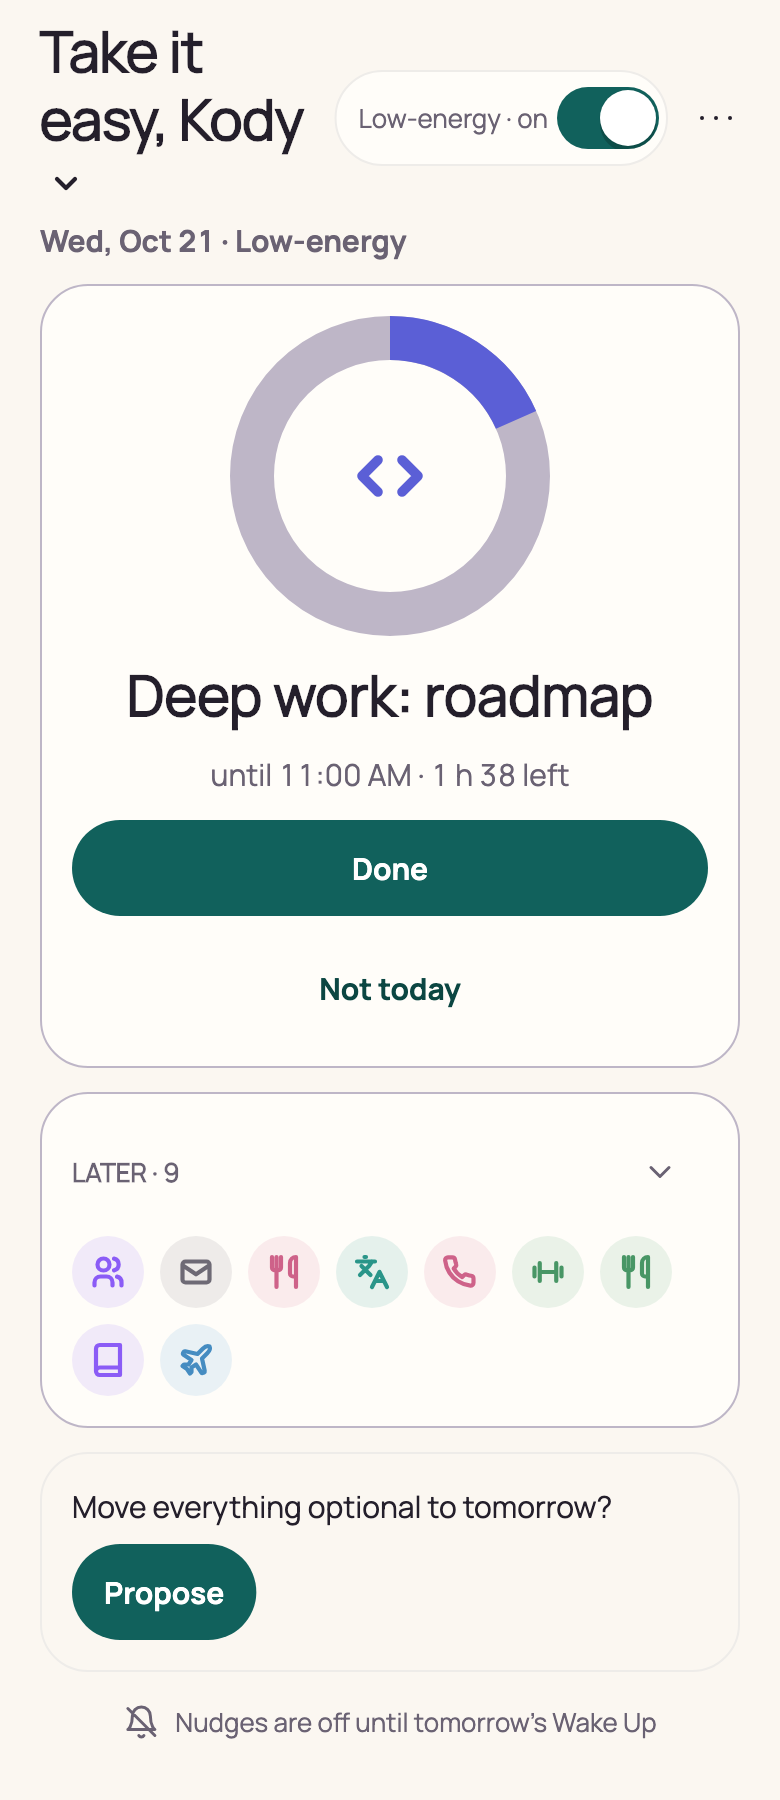 Take it
easy, Kody
Low-energy · on
Wed, Oct 21 · Low-energy
Deep work: roadmap
until 11:00 AM · 1 h 38 left
Done
Not today
LATER · 9
Move everything optional to tomorrow?
Propose
Nudges are off until tomorrow's Wake Up